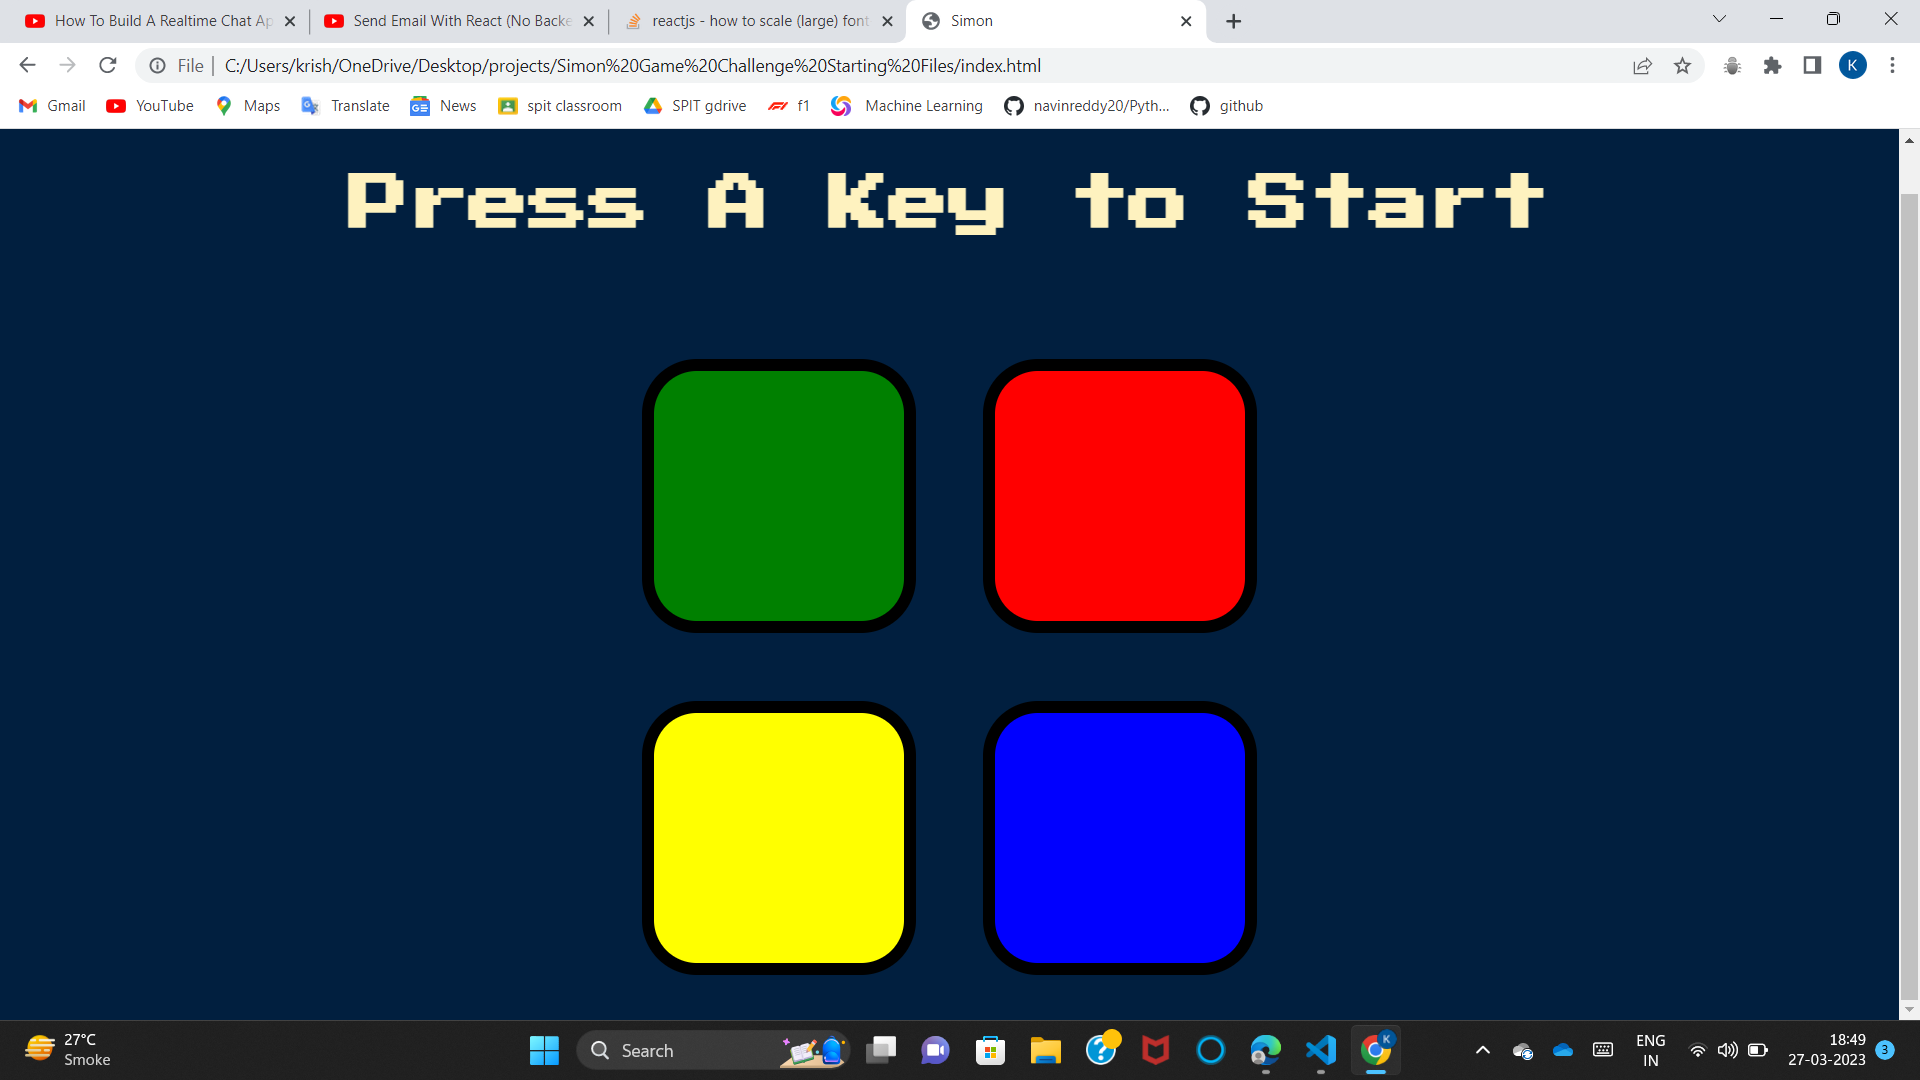 How To Build A Realtime Chat Ap
Send Email With React (No Backe
reactjs - how to scale (large) font
Simon
File | C:/Users/krish/OneDrive/Desktop/projects/Simon%20Game%20Challenge%20Starting%20Files/index.html
K
Gmail YouTube Maps Translate News spit classroom SPIT gdrive f1 Machine Learning navinreddy20/Pyth... github
Press A Key to Start
27°C
Smoke
Search
K
ENG
IN
18:49
27-03-2023
3